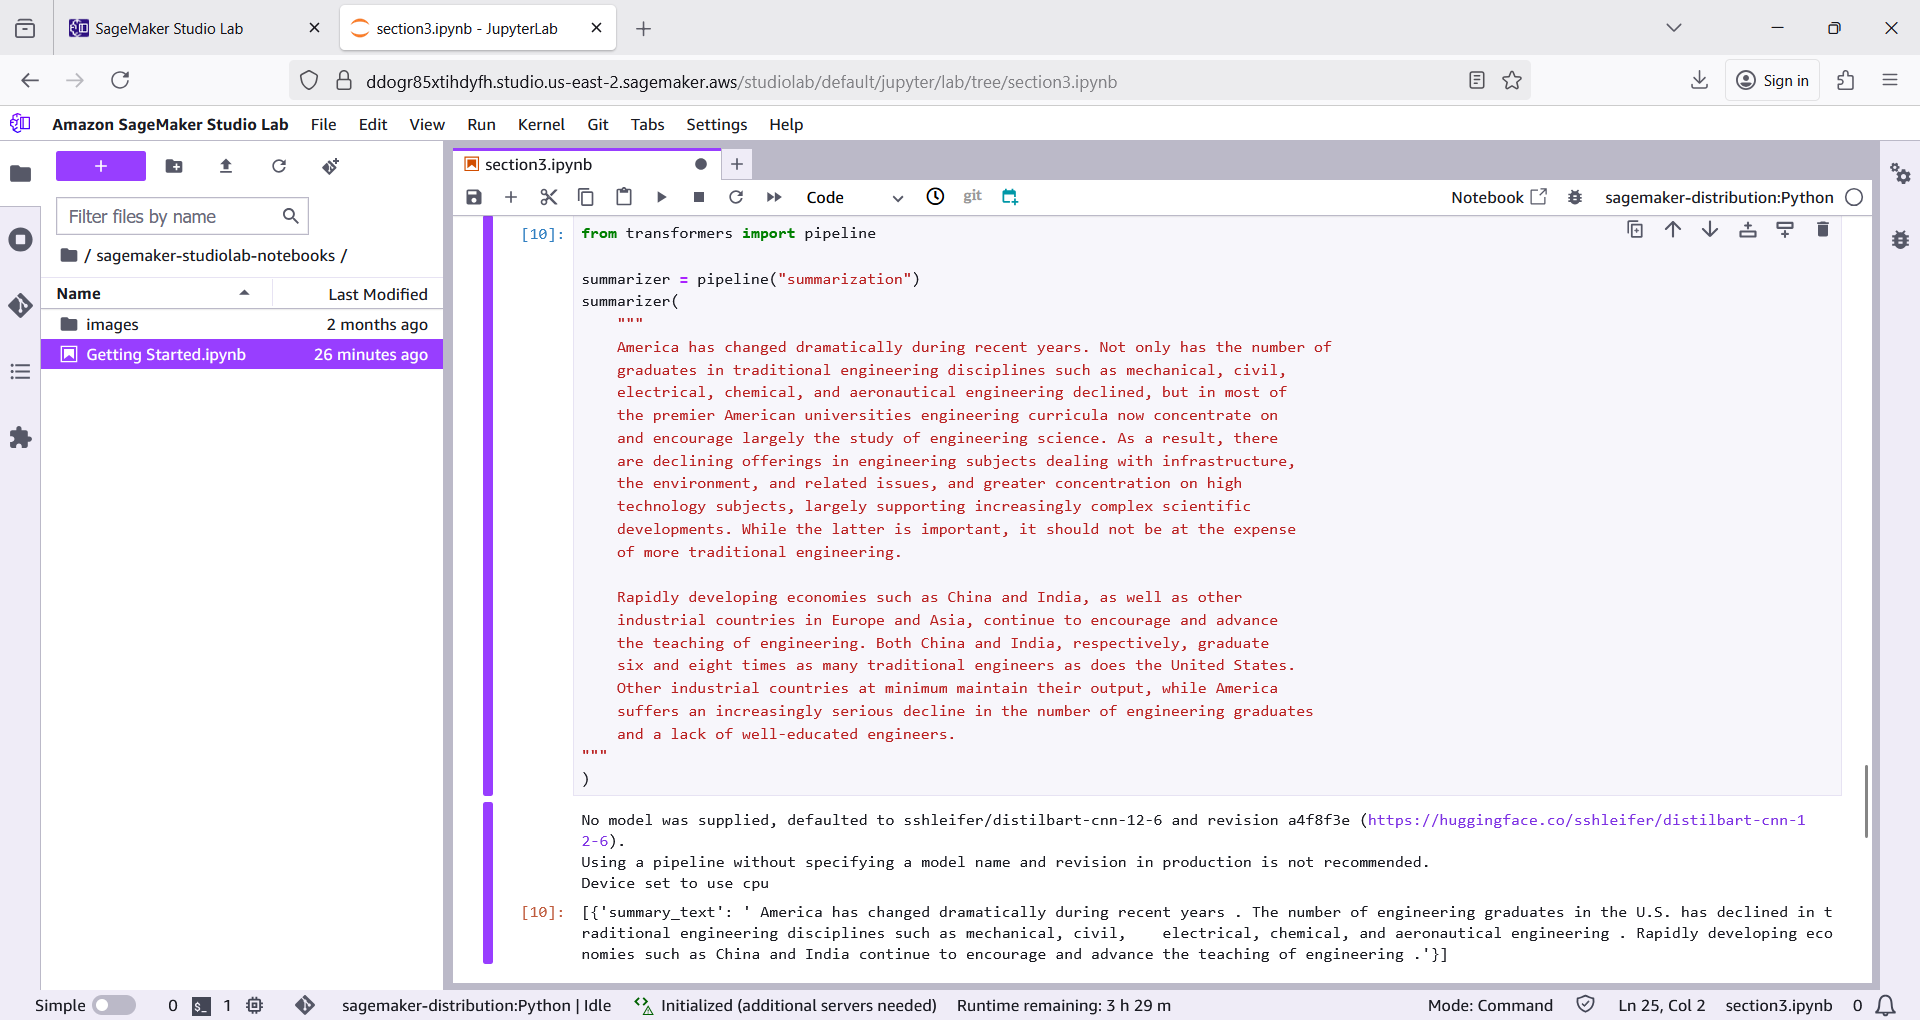 SageMaker Studio Lab
section3.ipynb - JupyterLab
ddogr85xtihdyfh.studio.us-east-2.sagemaker.aws/studiolab/default/jupyter/lab/tree/section3.ipynb
Sign in
Amazon SageMaker Studio Lab File Edit View Run Kernel Git Tabs Settings Help
Filter files by name
/ sagemaker-studiolab-notebooks /
Name Last Modified
images 2 months ago
Getting Started.ipynb 26 minutes ago
section3.ipynb
Code git Notebook sagemaker-distribution:Python
[10]: from transformers import pipeline
summarizer = pipeline("summarization")
summarizer(
"""
America has changed dramatically during recent years. Not only has the number of
graduates in traditional engineering disciplines such as mechanical, civil,
electrical, chemical, and aeronautical engineering declined, but in most of
the premier American universities engineering curricula now concentrate on
and encourage largely the study of engineering science. As a result, there
are declining offerings in engineering subjects dealing with infrastructure,
the environment, and related issues, and greater concentration on high
technology subjects, largely supporting increasingly complex scientific
developments. While the latter is important, it should not be at the expense
of more traditional engineering.
Rapidly developing economies such as China and India, as well as other
industrial countries in Europe and Asia, continue to encourage and advance
the teaching of engineering. Both China and India, respectively, graduate
six and eight times as many traditional engineers as does the United States.
Other industrial countries at minimum maintain their output, while America
suffers an increasingly serious decline in the number of engineering graduates
and a lack of well-educated engineers.
"""
)
No model was supplied, defaulted to sshleifer/distilbart-cnn-12-6 and revision a4f8f3e (https://huggingface.co/sshleifer/distilbart-cnn-1
2-6).
Using a pipeline without specifying a model name and revision in production is not recommended.
Device set to use cpu
[10]: [{'summary_text': ' America has changed dramatically during recent years . The number of engineering graduates in the U.S. has declined in t
raditional engineering disciplines such as mechanical, civil,    electrical, chemical, and aeronautical engineering . Rapidly developing eco
nomies such as China and India continue to encourage and advance the teaching of engineering .'}]
Simple 0 $_ 1 sagemaker-distribution:Python | Idle Initialized (additional servers needed) Runtime remaining: 3 h 29 m Mode: Command Ln 25, Col 2 section3.ipynb 0